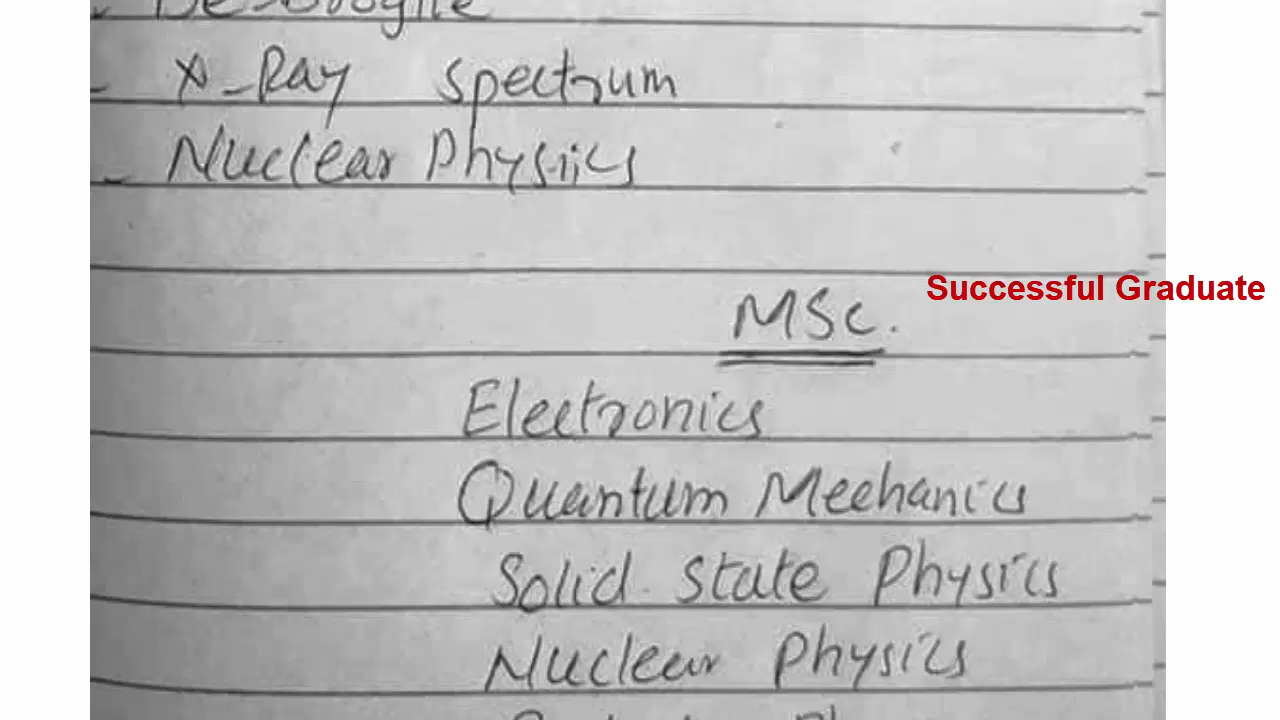 - X-Ray spectrum
- Nuclear Physics
Successful Graduate
MSc.
Electronics
Quantum Mechanics
Solid State Physics
Nuclear Physics